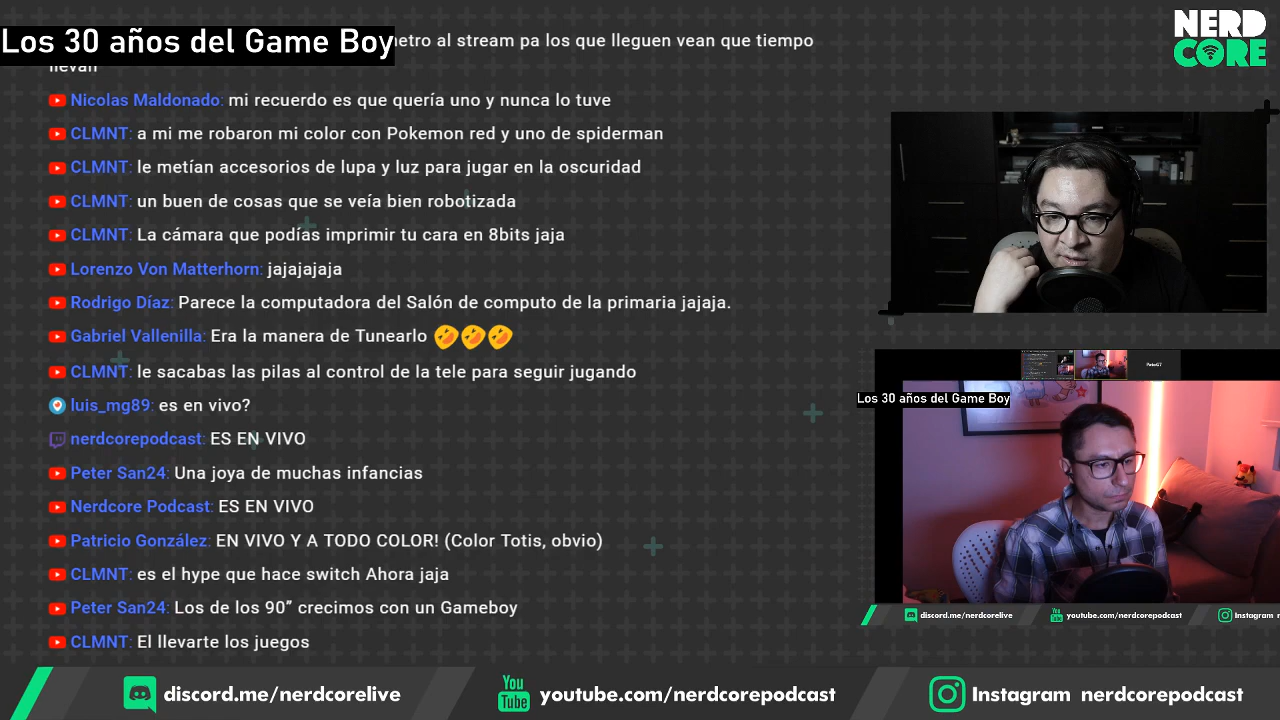 Los 30 años del Game Boy
metro al stream pa los que lleguen vean que tiempo
llevan
Nicolas Maldonado: mi recuerdo es que quería uno y nunca lo tuve
CLMNT: a mi me robaron mi color con Pokemon red y uno de spiderman
CLMNT: le metían accesorios de lupa y luz para jugar en la oscuridad
CLMNT: un buen de cosas que se veía bien robotizada
CLMNT: La cámara que podías imprimir tu cara en 8bits jaja
Lorenzo Von Matterhorn: jajajajaja
Rodrigo Díaz: Parece la computadora del Salón de computo de la primaria jajaja.
Gabriel Vallenilla: Era la manera de Tunearlo 🤣🤣🤣
CLMNT: le sacabas las pilas al control de la tele para seguir jugando
luis_mg89: es en vivo?
nerdcorepodcast: ES EN VIVO
Peter San24: Una joya de muchas infancias
Nerdcore Podcast: ES EN VIVO
Patricio González: EN VIVO Y A TODO COLOR! (Color Totis, obvio)
CLMNT: es el hype que hace switch Ahora jaja
Peter San24: Los de los 90” crecimos con un Gameboy
CLMNT: El llevarte los juegos
NERD
CORE
Los 30 años del Game Boy
discord.me/nerdcorelive
You Tube youtube.com/nerdcorepodcast
Instagram
discord.me/nerdcorelive
You Tube youtube.com/nerdcorepodcast
Instagram nerdcorepodcast